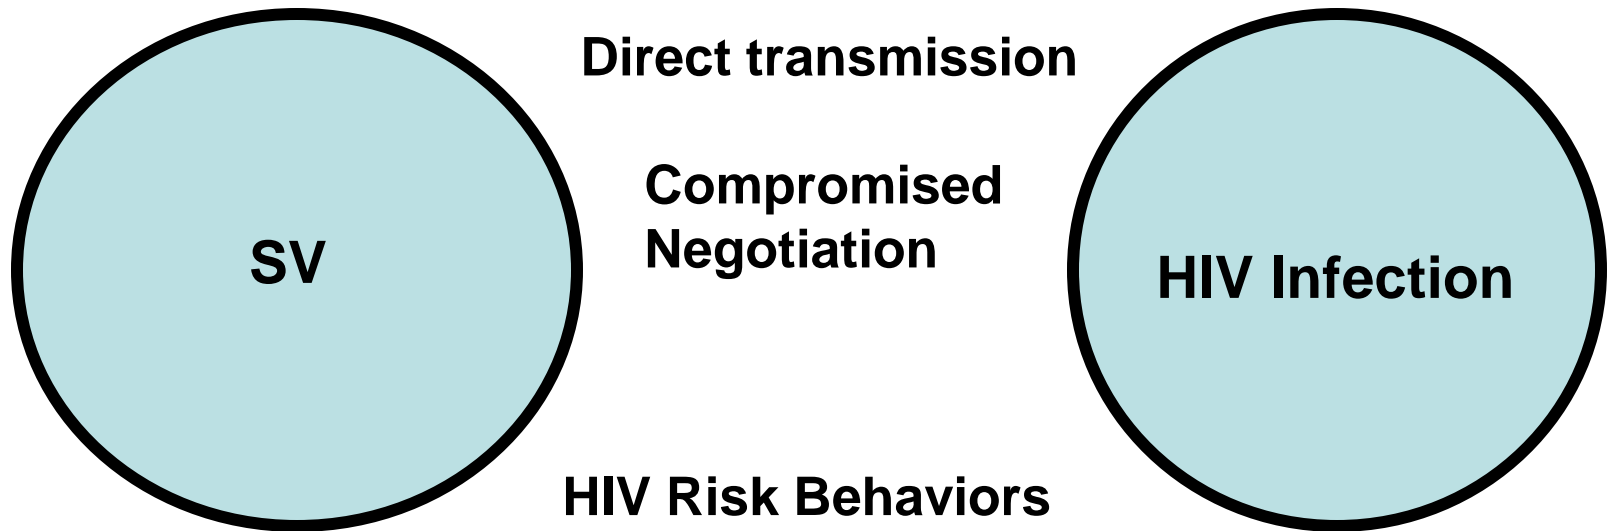 Direct transmission
Compromised
Negotiation
SV
HIV Infection
HIV Risk Behaviors